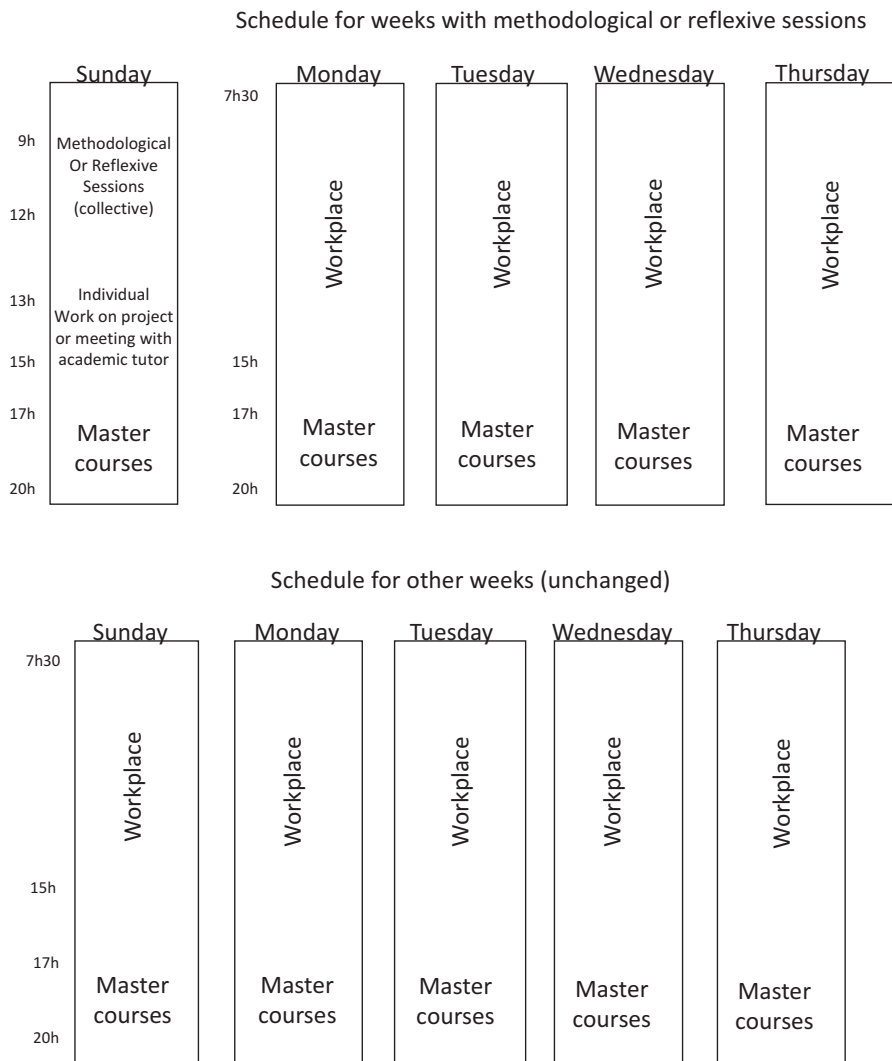 Schedule for weeks with methodological or reflexive sessions
Sunday
Monday
Tuesday
Wednesday
Thursday
7h30
9h
Methodological
Or Reflexive
Sessions
(collective)
12h
Workplace
Workplace
Workplace
Workplace
13h
Individual
Work on project
or meeting with
academic tutor
15h
15h
17h
17h
Master
courses
Master
courses
Master
courses
Master
courses
Master
courses
20h
20h
Schedule for other weeks (unchanged)
Sunday
Monday
Tuesday
Wednesday
Thursday
7h30
Workplace
Workplace
Workplace
Workplace
Workplace
15h
17h
Master
courses
Master
courses
Master
courses
Master
courses
Master
courses
20h